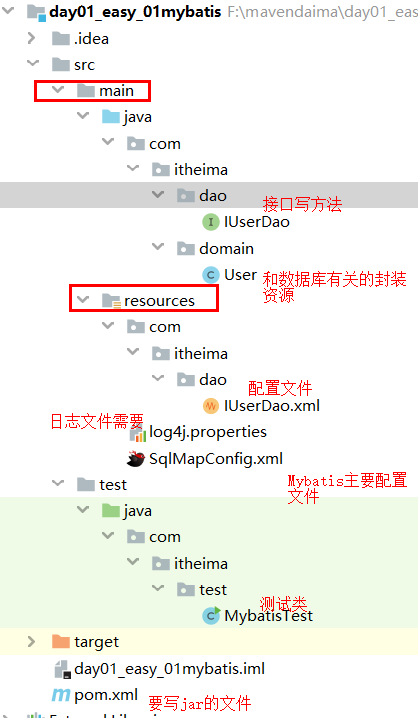 day01_easy_01mybatis F:\mavendaima\day01_eas
.idea
src
main
java
com
itheima
dao
接口写方法
IUserDao
domain
User
和数据库有关的封装
资源
resources
com
itheima
dao
配置文件
IUserDao.xml
日志文件需要
log4j.properties
SqlMapConfig.xml
Mybatis主要配置
文件
test
java
com
itheima
test
测试类
MybatisTest
target
day01_easy_01mybatis.iml
pom.xml
要写jar的文件